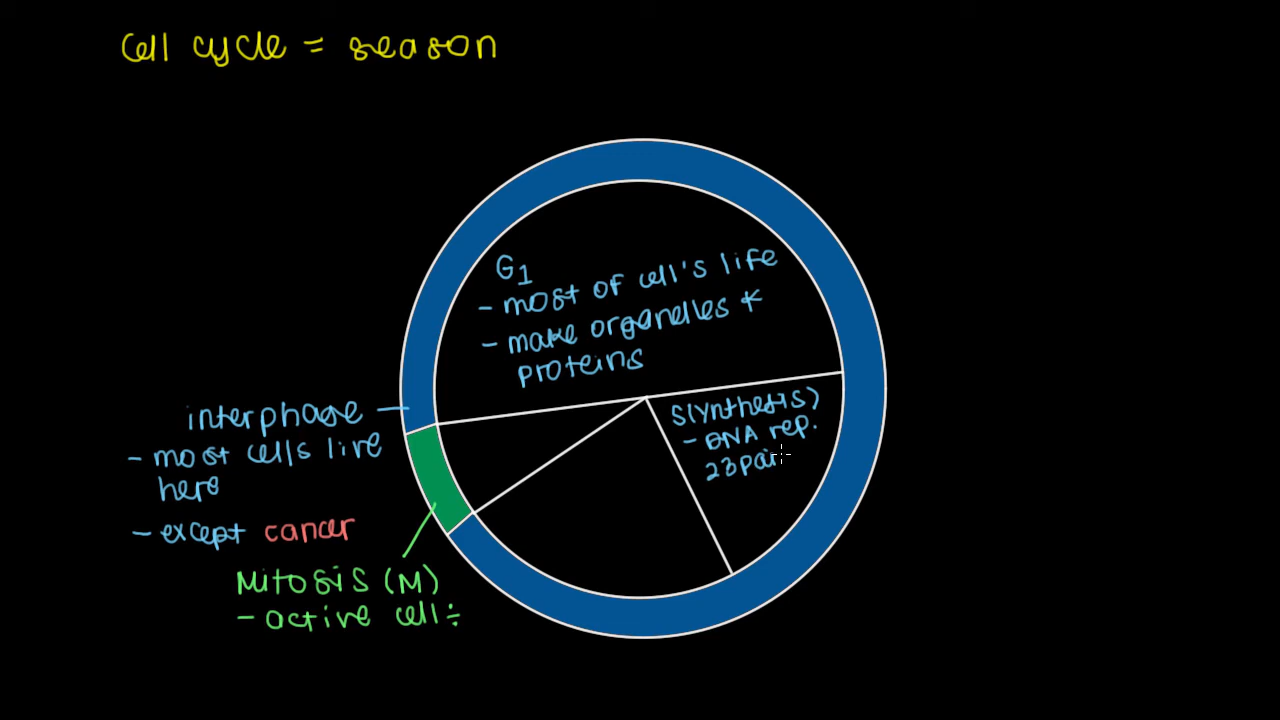 cell cycle = season
G1
- most of cell's life
- make organelles &
proteins
interphase
- most cells live
here
- except cancer
Mitosis (M)
- active cell ÷
S(ynthesis)
- DNA rep.
23pair